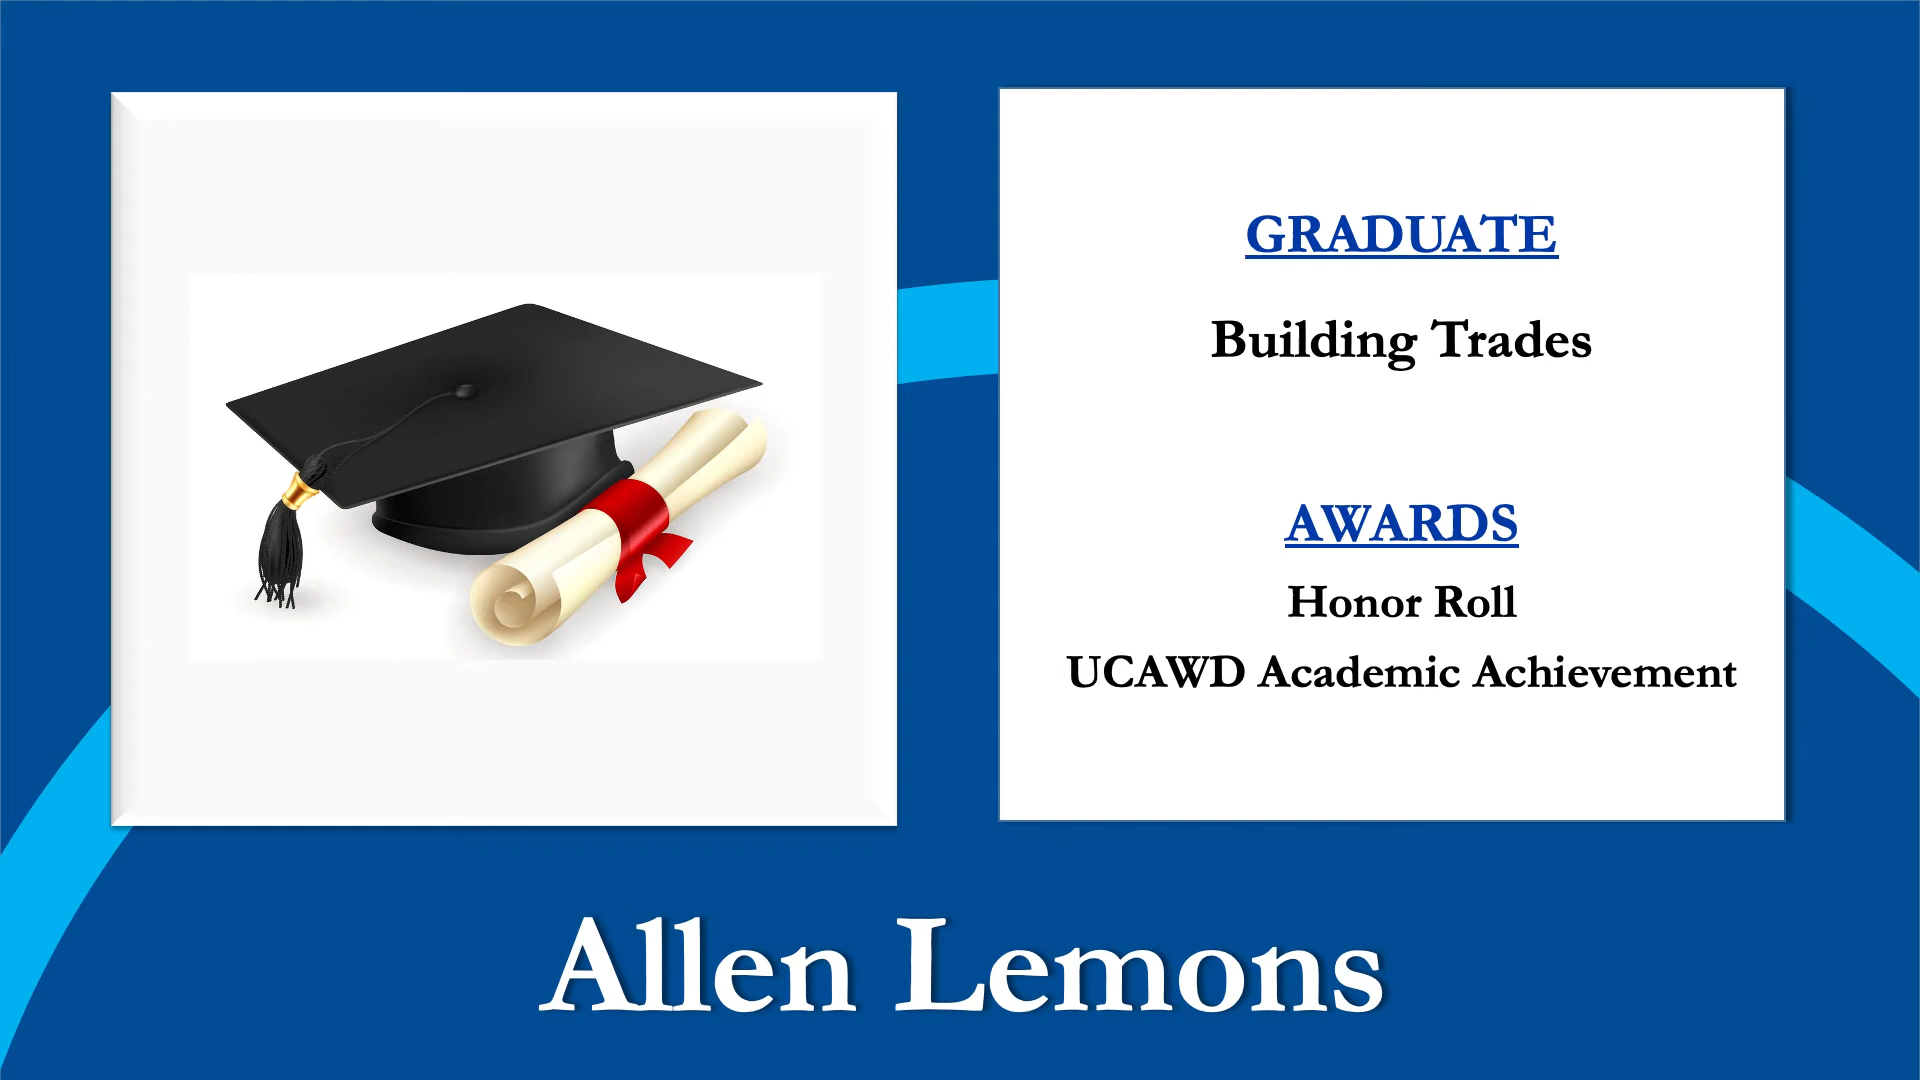 GRADUATE
Building Trades
AWARDS
Honor Roll
UCAWD Academic Achievement
Allen Lemons